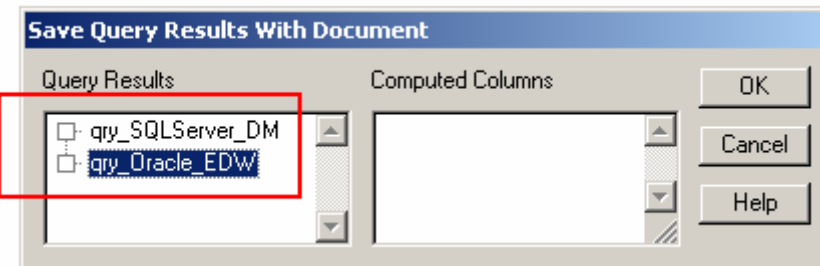 Save Query Results With Document
Query Results
Computed Columns
OK
qry_SQLServer_DM
Cancel
qry_Oracle_EDW
Help